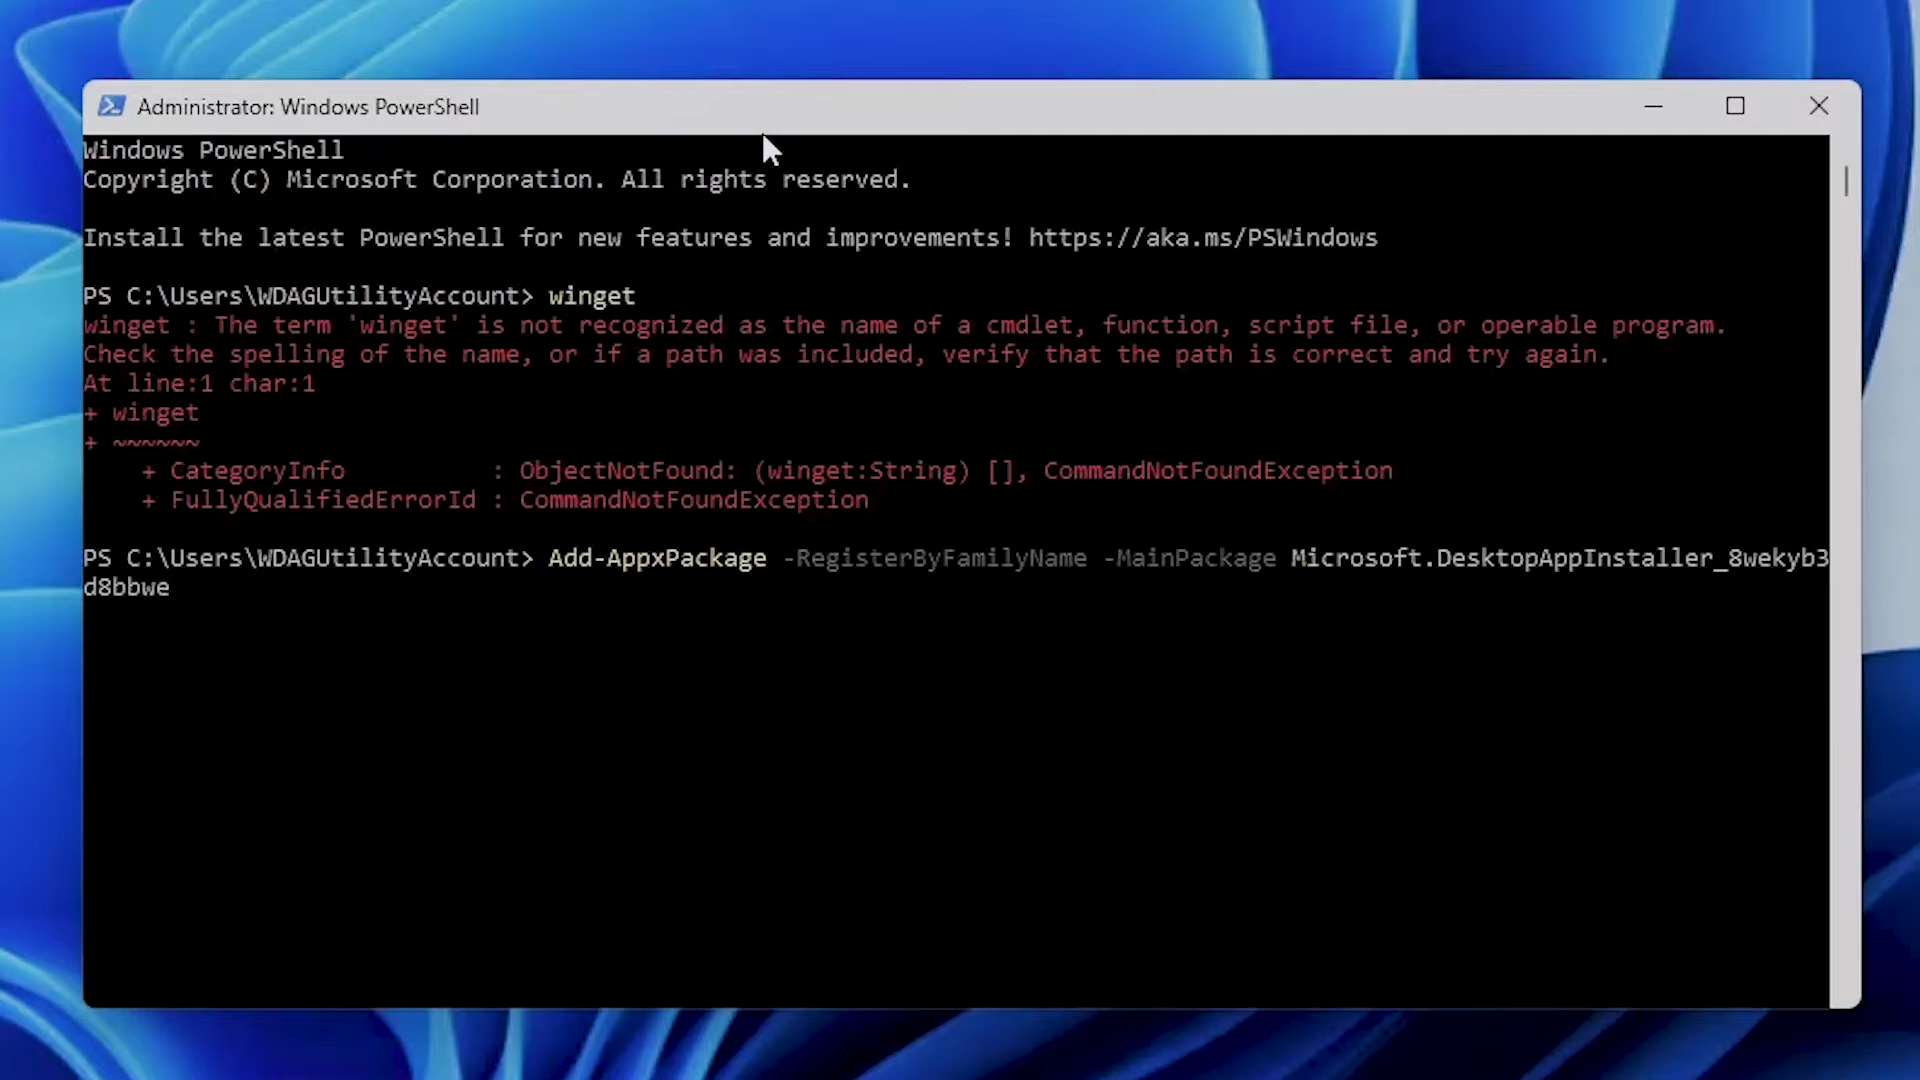 Administrator: Windows PowerShell
Windows PowerShell
Copyright (C) Microsoft Corporation. All rights reserved.
Install the latest PowerShell for new features and improvements! https://aka.ms/PSWindows
PS C:\Users\WDAGUtilityAccount> winget
winget : The term 'winget' is not recognized as the name of a cmdlet, function, script file, or operable program.
Check the spelling of the name, or if a path was included, verify that the path is correct and try again.
At line:1 char:1
+ winget
+ ~~~~~~
    + CategoryInfo          : ObjectNotFound: (winget:String) [], CommandNotFoundException
    + FullyQualifiedErrorId : CommandNotFoundException
PS C:\Users\WDAGUtilityAccount> Add-AppxPackage -RegisterByFamilyName -MainPackage Microsoft.DesktopAppInstaller_8wekyb3
d8bbwe